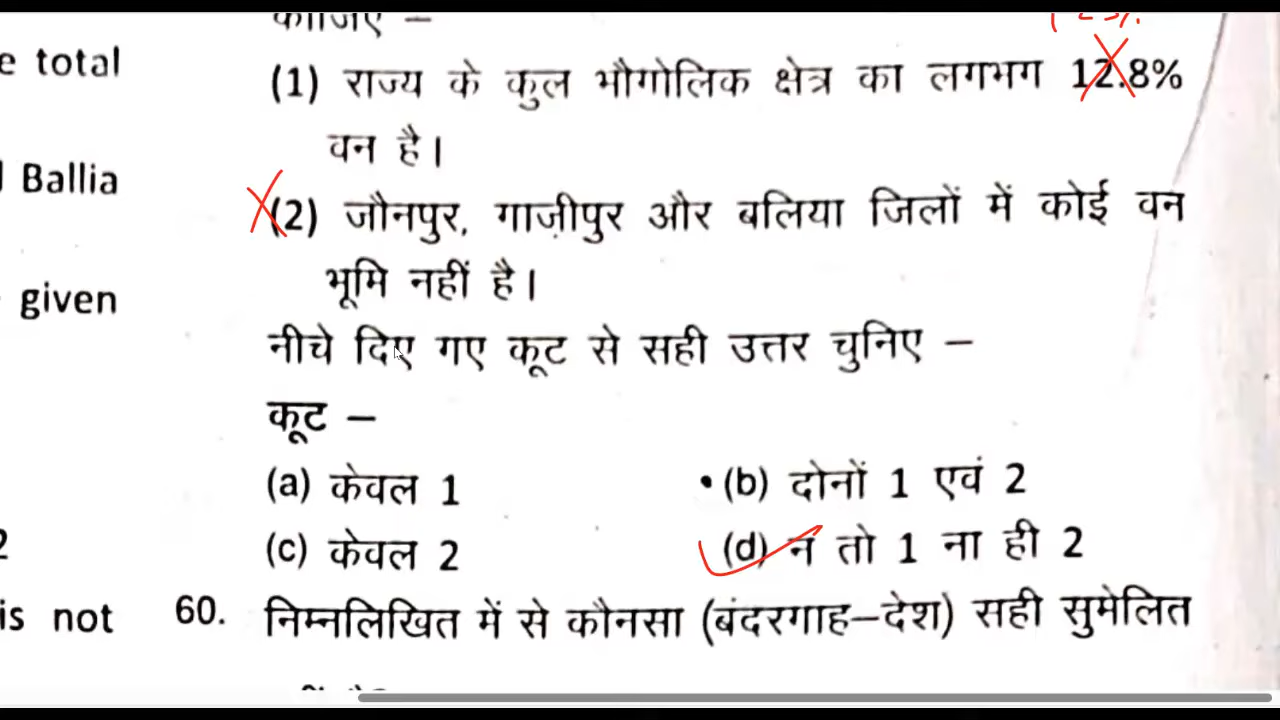 कीजिए –
e total
(1) राज्य के कुल भौगोलिक क्षेत्र का लगभग 12.8%
वन है।
Ballia
(2) जौनपुर, गाज़ीपुर और बलिया जिलों में कोई वन
भूमि नहीं है।
given
नीचे दिए गए कूट से सही उत्तर चुनिए –
कूट –
(a) केवल 1 (b) दोनों 1 एवं 2
2
(c) केवल 2 (d) न तो 1 ना ही 2
is not
60. निम्नलिखित में से कौनसा (बंदरगाह–देश) सही सुमेलित